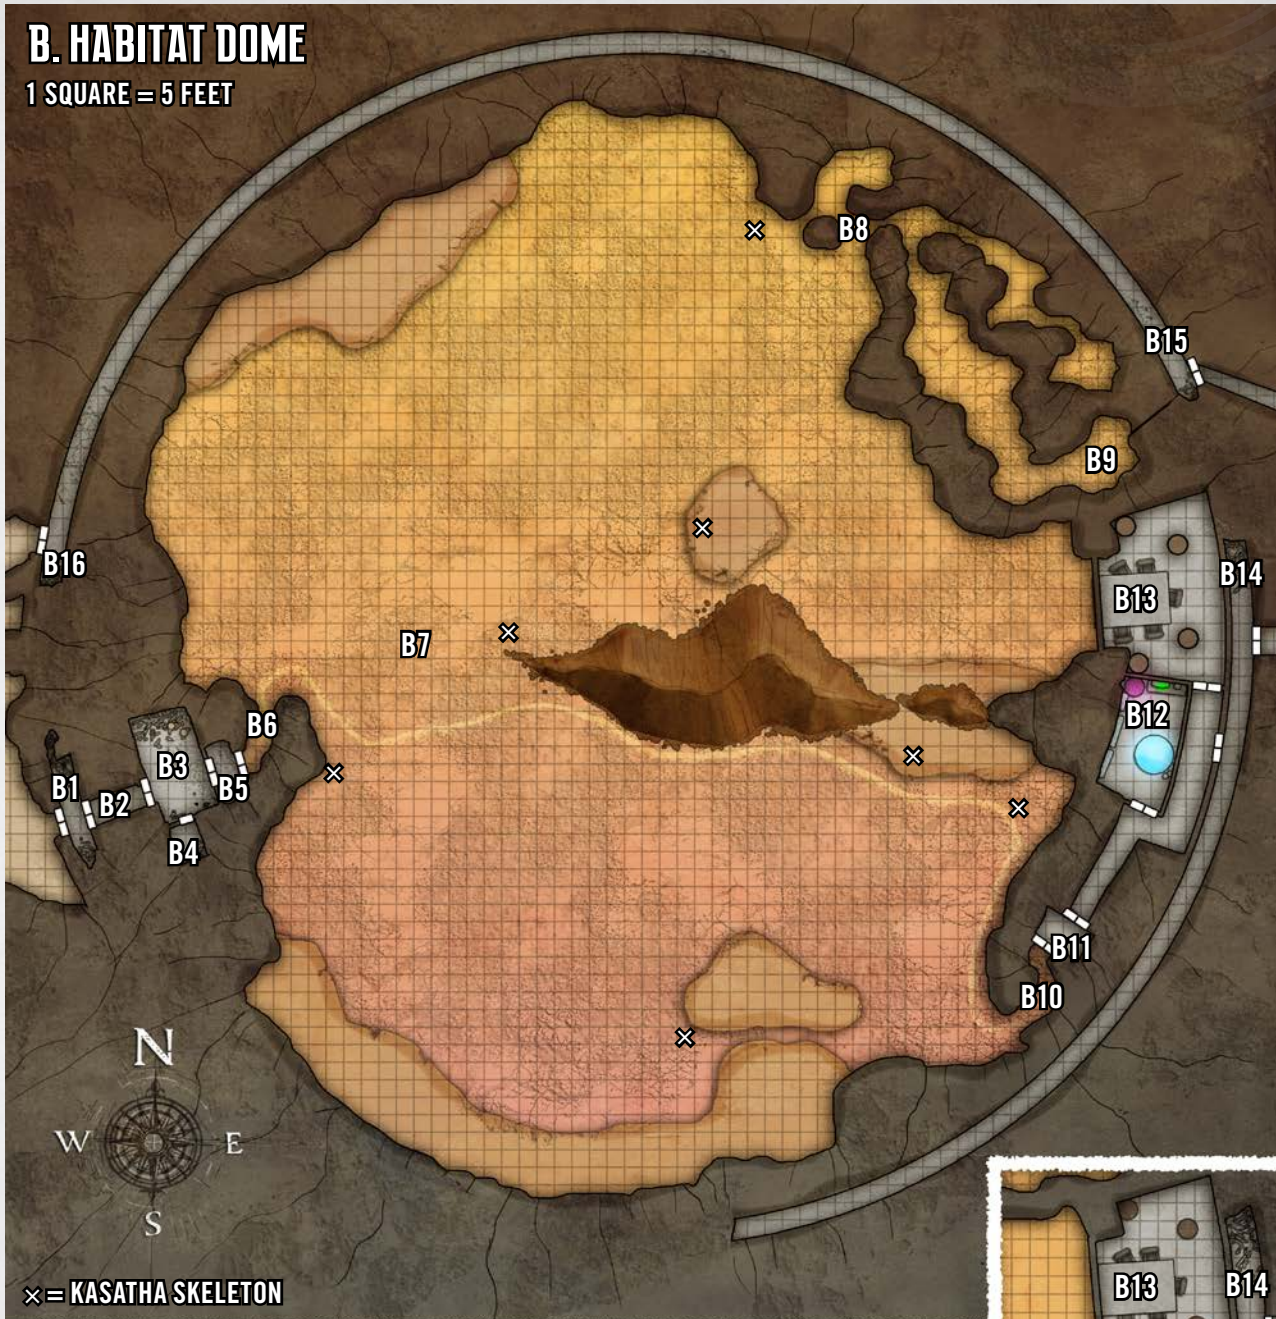 B. HABITAT DOME
1 SQUARE = 5 FEET
B8
B15
B9
B16
B14
B13
B7
B6
B12
B3
B1
B5
B2
B4
B11
B10
N
W
E
S
B13
B14
× = KASATHA SKELETON